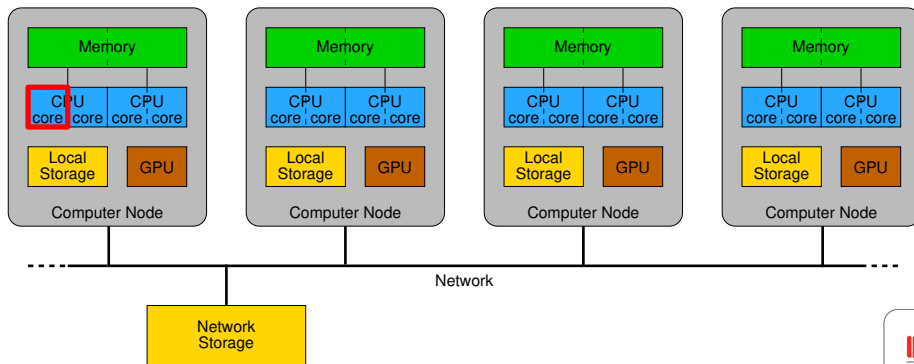 Memory
Memory
Memory
Memory
CPU CPU
core core core core
CPU CPU
core core core core
CPU CPU
core core core core
CPU CPU
core core core core
Local
Storage
GPU
Local
Storage
GPU
Local
Storage
GPU
Local
Storage
GPU
Computer Node
Computer Node
Computer Node
Computer Node
Network
Network
Storage